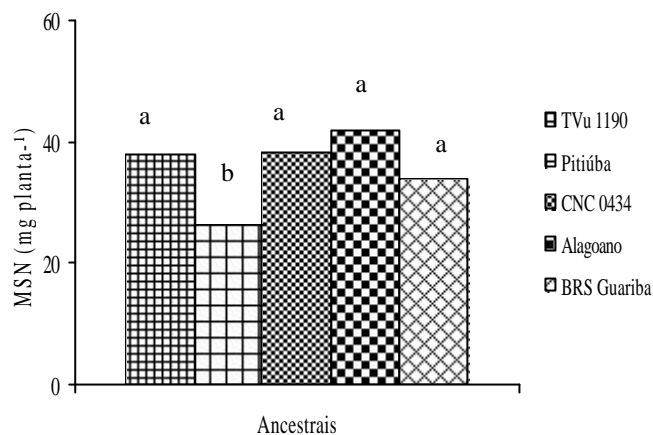 60
40
20
0
MSN (mg planta-¹)
a
b
a
a
a
Ancestrais
TVu 1190
Pitiúba
CNC 0434
Alagoano
BRS Guariba